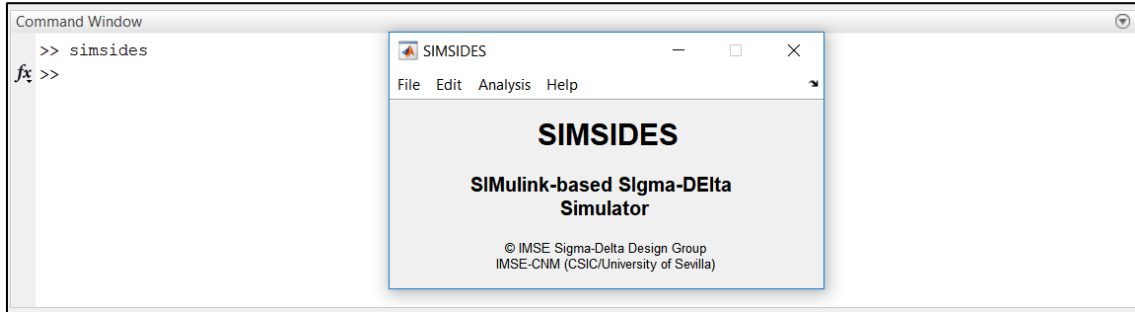 Command Window
>> simsides
fx >>
SIMSIDES
File Edit Analysis Help
SIMSIDES
SIMulink-based SIgma-DElta
Simulator
© IMSE Sigma-Delta Design Group
IMSE-CNM (CSIC/University of Sevilla)